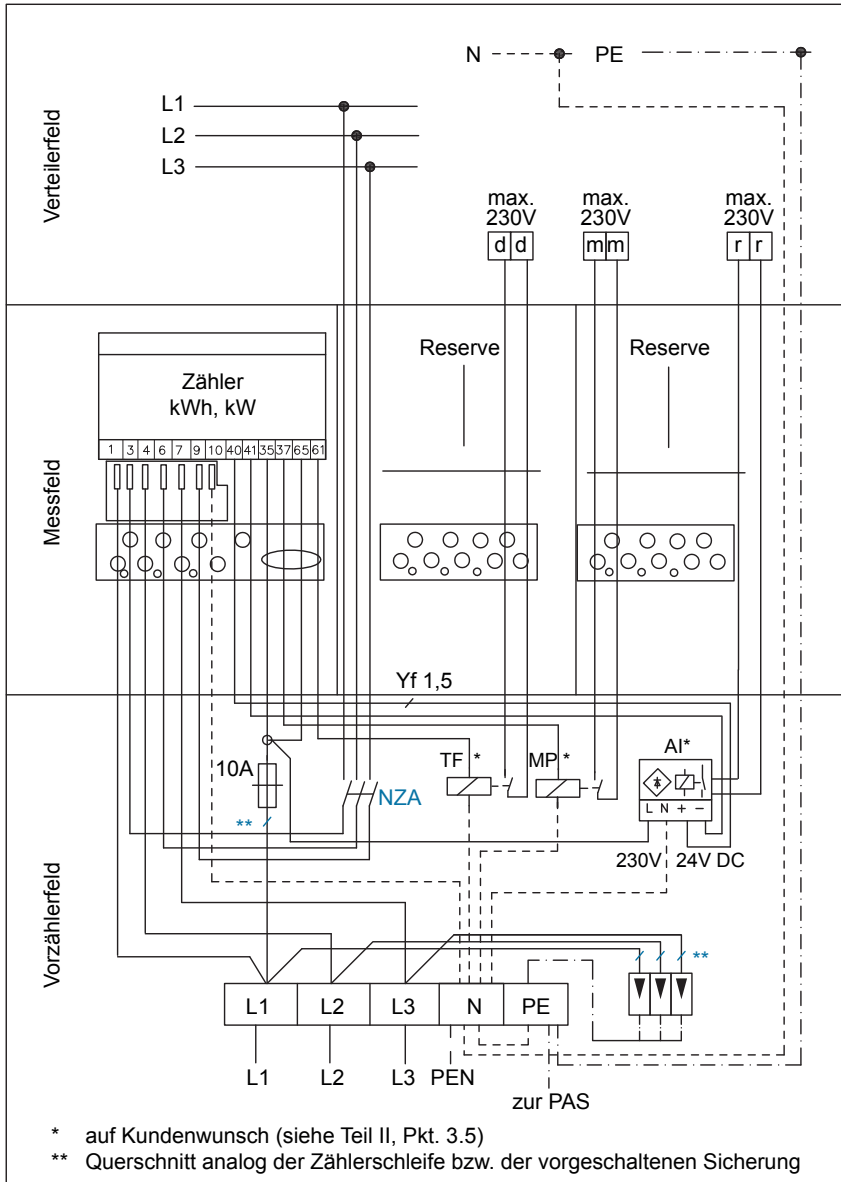 N PE
L1
L2
L3
Verteilerfeld
max. 230V
d d
max. 230V
m m
max. 230V
r r
Messfeld
Zähler
kWh, kW
1 3 4 6 7 9 10 40 41 35 37 65 61
Reserve
Reserve
Yf 1,5
Vorzählerfeld
10A
**
NZA
TF *
MP *
AI*
L N + –
230V 24V DC
**
L1 L2 L3 N PE
L1 L2 L3 PEN
zur PAS
* auf Kundenwunsch (siehe Teil II, Pkt. 3.5)
** Querschnitt analog der Zählerschleife bzw. der vorgeschaltenen Sicherung